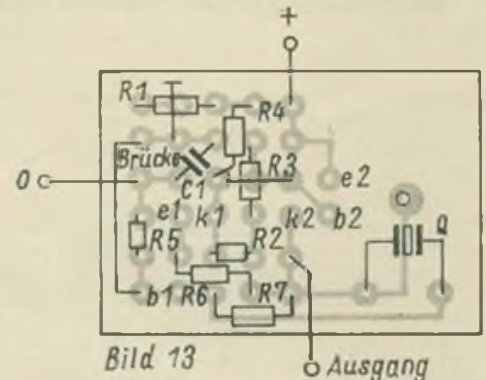 +
R1
R4
Brücke
C1
R3
0
e2
e1 k1 k2 b2
Q
R5 R2
b1 R6 R7
Bild 13
Ausgang